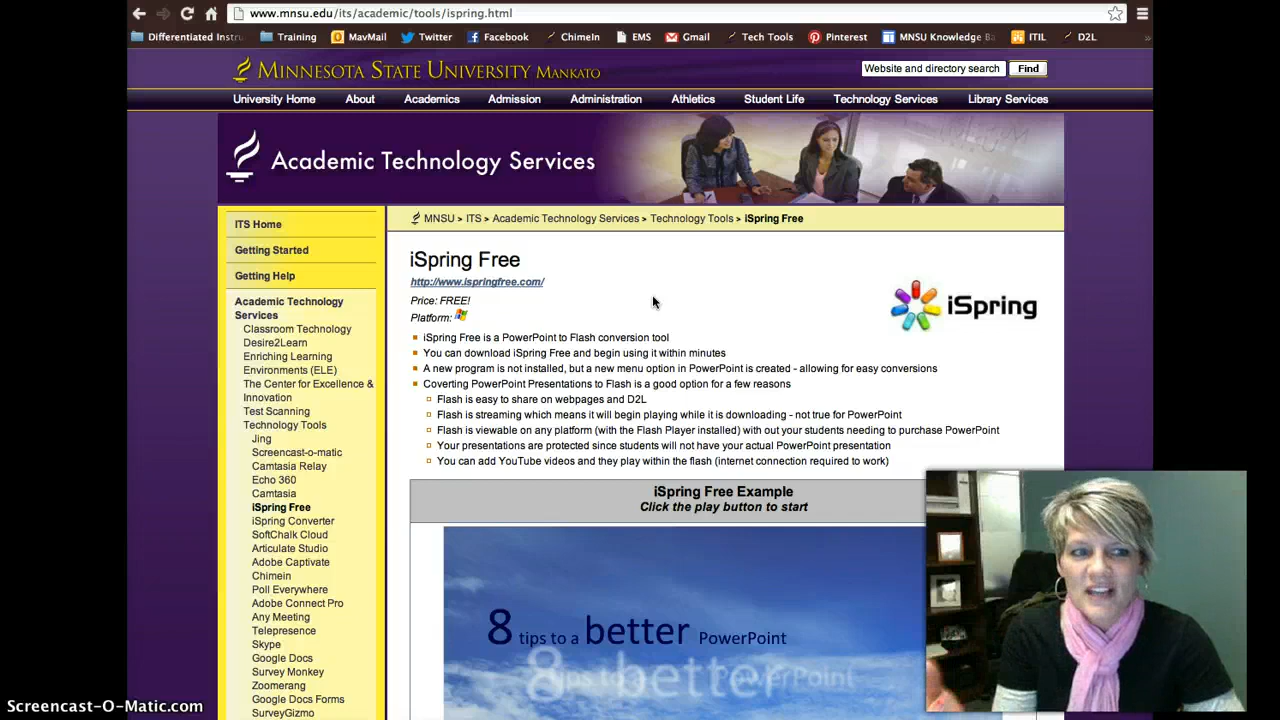 www.mnsu.edu/its/academic/tools/ispring.html
Differentiated Instru Training MavMail Twitter Facebook ChimeIn EMS Gmail Tech Tools Pinterest MNSU Knowledge Ba ITIL D2L »
MINNESOTA STATE UNIVERSITY MANKATO
Website and directory search Find
University Home About Academics Admission Administration Athletics Student Life Technology Services Library Services
Academic Technology Services
MNSU > ITS > Academic Technology Services > Technology Tools > iSpring Free
ITS Home
Getting Started
Getting Help
Academic Technology
Services
Classroom Technology
Desire2Learn
Enriching Learning
Environments (ELE)
The Center for Excellence &
Innovation
Test Scanning
Technology Tools
Jing
Screencast-o-matic
Camtasia Relay
Echo 360
Camtasia
iSpring Free
iSpring Converter
SoftChalk Cloud
Articulate Studio
Adobe Captivate
Chimein
Poll Everywhere
Adobe Connect Pro
Any Meeting
Telepresence
Skype
Google Docs
Survey Monkey
Zoomerang
Google Docs Forms
SurveyGizmo
iSpring Free
http://www.ispringfree.com/
Price: FREE!
Platform:
iSpring
iSpring Free is a PowerPoint to Flash conversion tool
You can download iSpring Free and begin using it within minutes
A new program is not installed, but a new menu option in PowerPoint is created - allowing for easy conversions
Coverting PowerPoint Presentations to Flash is a good option for a few reasons
Flash is easy to share on webpages and D2L
Flash is streaming which means it will begin playing while it is downloading - not true for PowerPoint
Flash is viewable on any platform (with the Flash Player installed) with out your students needing to purchase PowerPoint
Your presentations are protected since students will not have your actual PowerPoint presentation
You can add YouTube videos and they play within the flash (internet connection required to work)
iSpring Free Example
Click the play button to start
8 tips to a better PowerPoint
Screencast-O-Matic.com